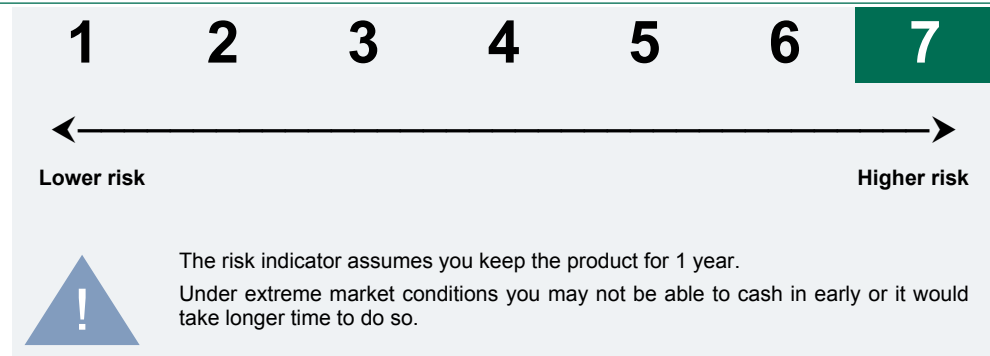 1 2 3 4 5 6 7
Lower risk Higher risk
The risk indicator assumes you keep the product for 1 year.
! Under extreme market conditions you may not be able to cash in early or it would
take longer time to do so.